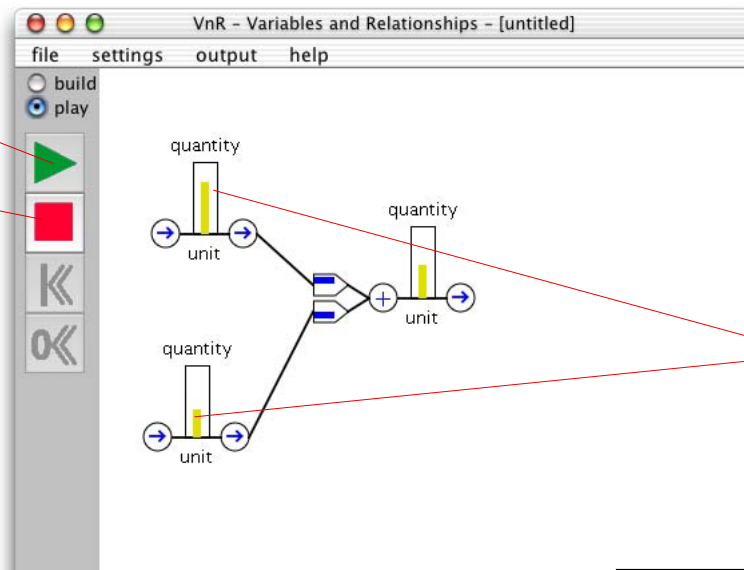 VnR – Variables and Relationships – [untitled]
file settings output help
build
play
quantity
unit
quantity
unit
quantity
unit